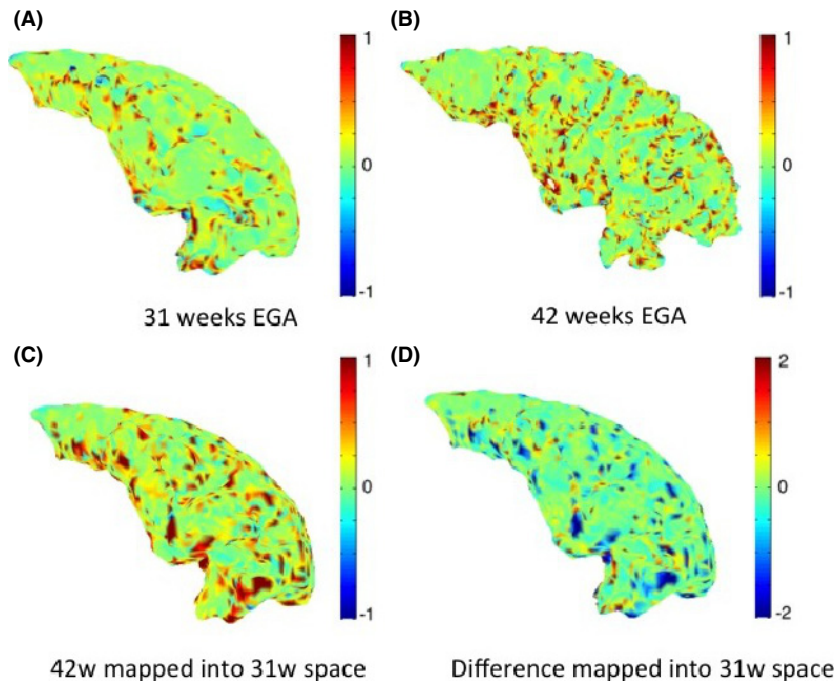 (A)
(B)
1
0
-1
1
0
-1
31 weeks EGA
42 weeks EGA
(C)
(D)
1
0
-1
2
0
-2
42w mapped into 31w space
Difference mapped into 31w space